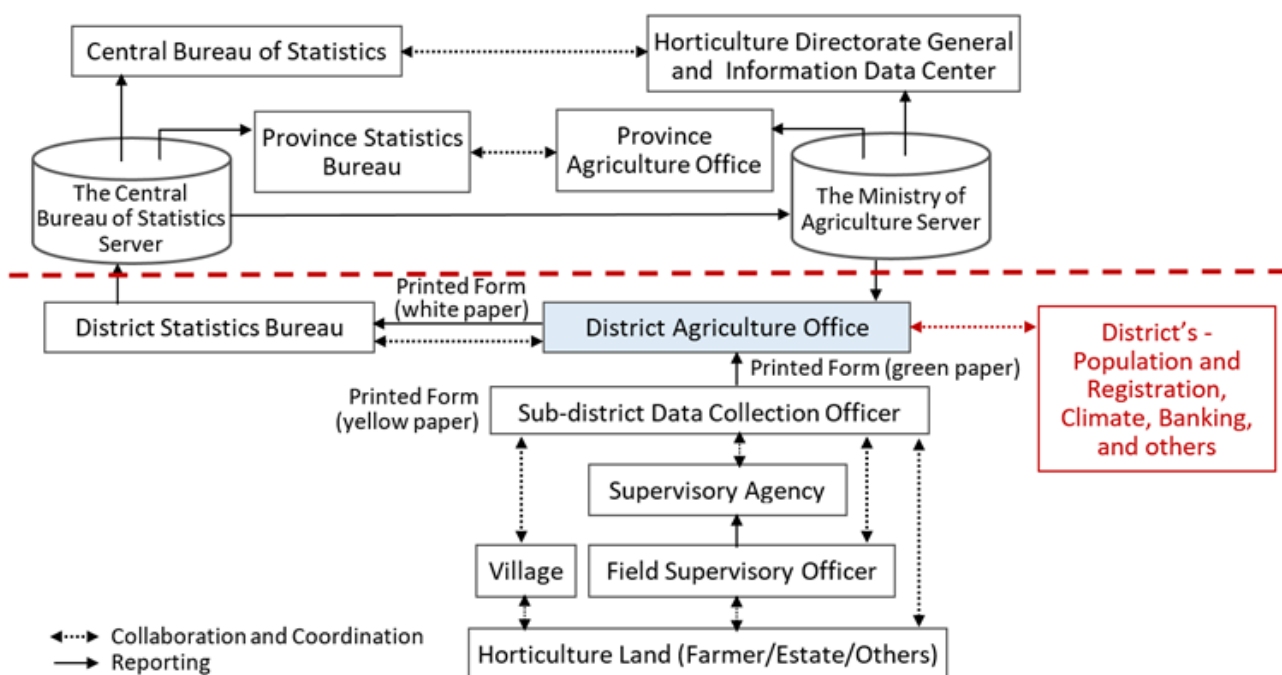 Central Bureau of Statistics
Horticulture Directorate General
and Information Data Center
Province Statistics
Bureau
Province
Agriculture Office
The Central
Bureau of Statistics
Server
The Ministry of
Agriculture Server
Printed Form
(white paper)
District Statistics Bureau
District Agriculture Office
District's -
Population and
Registration,
Climate, Banking,
and others
Printed Form (green paper)
Printed Form
(yellow paper)
Sub-district Data Collection Officer
Supervisory Agency
Village
Field Supervisory Officer
Collaboration and Coordination
Reporting
Horticulture Land (Farmer/Estate/Others)